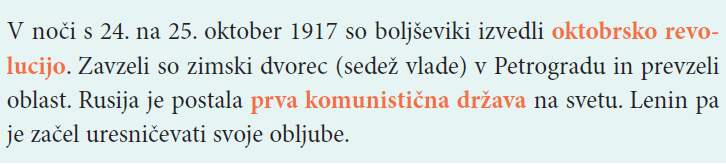 V noči s 24. na 25. oktober 1917 so boljševiki izvedli oktobrsko revo-
lucijo. Zavzeli so zimski dvorec (sedež vlade) v Petrogradu in prevzeli
oblast. Rusija je postala prva komunistična država na svetu. Lenin pa
je začel uresničevati svoje obljube.